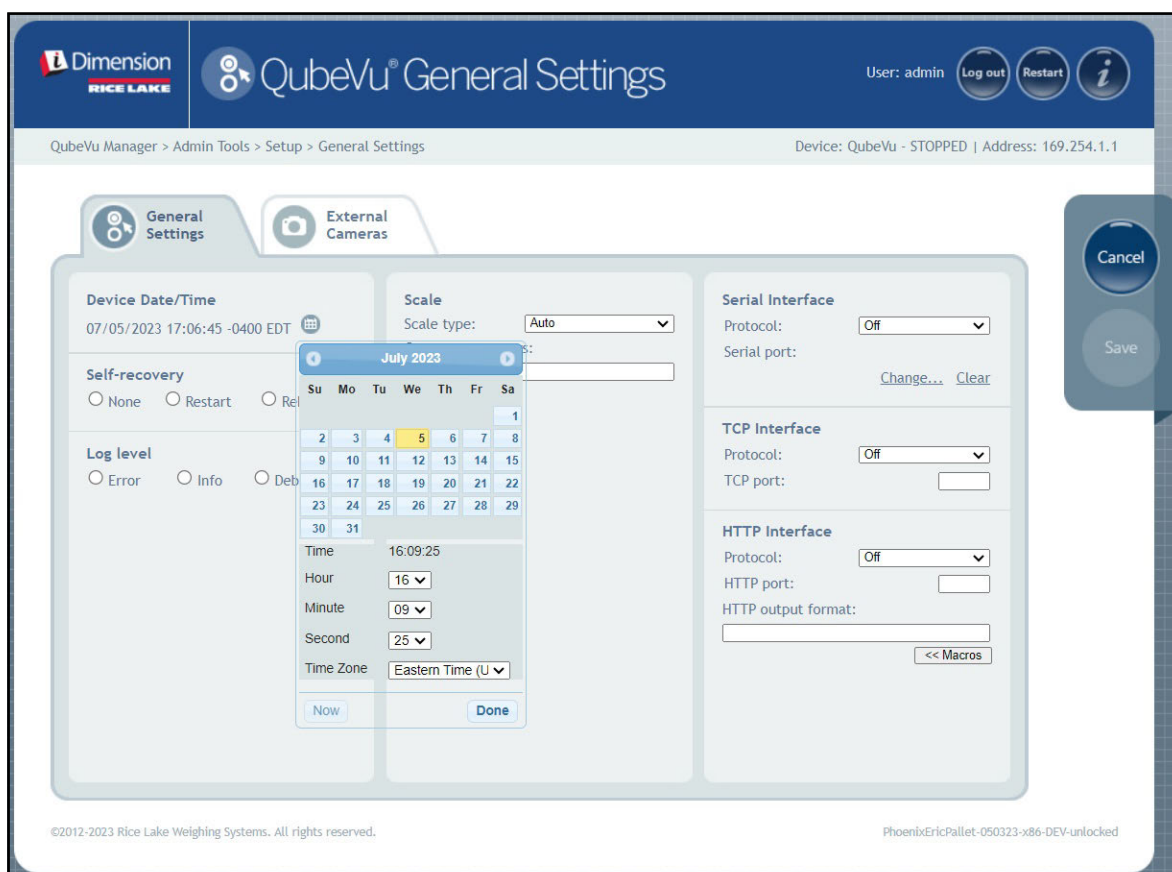 iDimension
RICE LAKE
QubeVu® General Settings
User: admin
Log out
Restart
i
QubeVu Manager > Admin Tools > Setup > General Settings
Device: QubeVu - STOPPED | Address: 169.254.1.1
General
Settings
External
Cameras
Cancel
Save
Device Date/Time
07/05/2023 17:06:45 -0400 EDT
Self-recovery
None Restart
Log level
Error Info
July 2023
Su Mo Tu We Th Fr Sa
1
2 3 4 5 6 7 8
9 10 11 12 13 14 15
16 17 18 19 20 21 22
23 24 25 26 27 28 29
30 31
Time 16:09:25
Hour 16
Minute 09
Second 25
Time Zone Eastern Time (U
Now Done
Scale
Scale type: Auto
Serial Interface
Protocol: Off
Serial port:
Change... Clear
TCP Interface
Protocol: Off
TCP port:
HTTP Interface
Protocol: Off
HTTP port:
HTTP output format:
<< Macros
©2012-2023 Rice Lake Weighing Systems. All rights reserved.
PhoenixEricPallet-050323-x86-DEV-unlocked